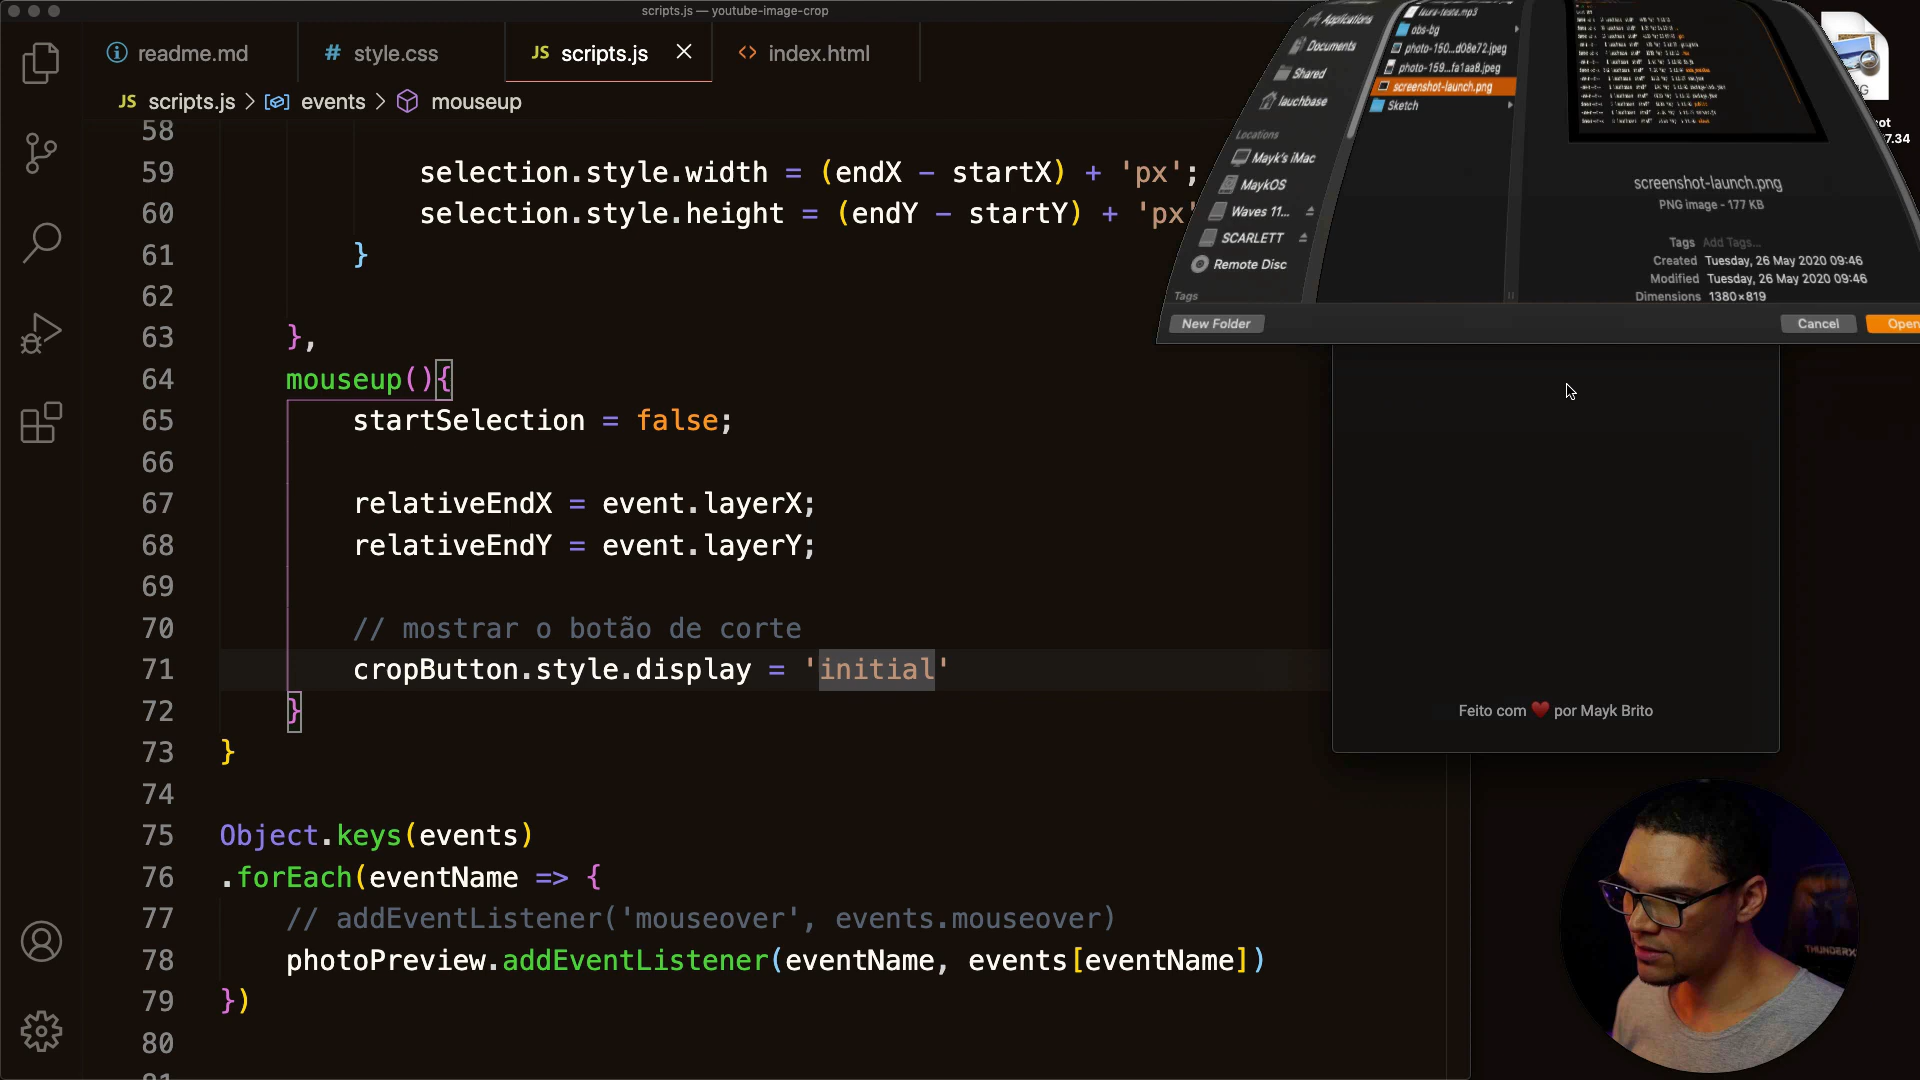 scripts.js — youtube-image-crop
readme.md
# style.css
JS scripts.js
<> index.html
JS scripts.js > events > mouseup
58
59 selection.style.width = (endX - startX) + 'px';
60 selection.style.height = (endY - startY) + 'px'
61 }
62
63 },
64 mouseup(){
65 startSelection = false;
66
67 relativeEndX = event.layerX;
68 relativeEndY = event.layerY;
69
70 // mostrar o botão de corte
71 cropButton.style.display = 'initial'
72 }
73 }
74
75 Object.keys(events)
76 .forEach(eventName => {
77 // addEventListener('mouseover', events.mouseover)
78 photoPreview.addEventListener(eventName, events[eventName])
79 })
80
81
Applications
Documents
Shared
lauchbase
Locations
Mayk's iMac
MaykOS
Waves 11...
SCARLETT
Remote Disc
Tags
laura-teste.mp3
obs-bg
photo-150...d08e72.jpeg
photo-159...fa1aa8.jpeg
screenshot-launch.png
Sketch
screenshot-launch.png
PNG image - 177 KB
Tags Add Tags...
Created Tuesday, 26 May 2020 09:46
Modified Tuesday, 26 May 2020 09:46
Dimensions 1380×819
New Folder
Cancel
Open
7.34
Feito com ❤️ por Mayk Brito